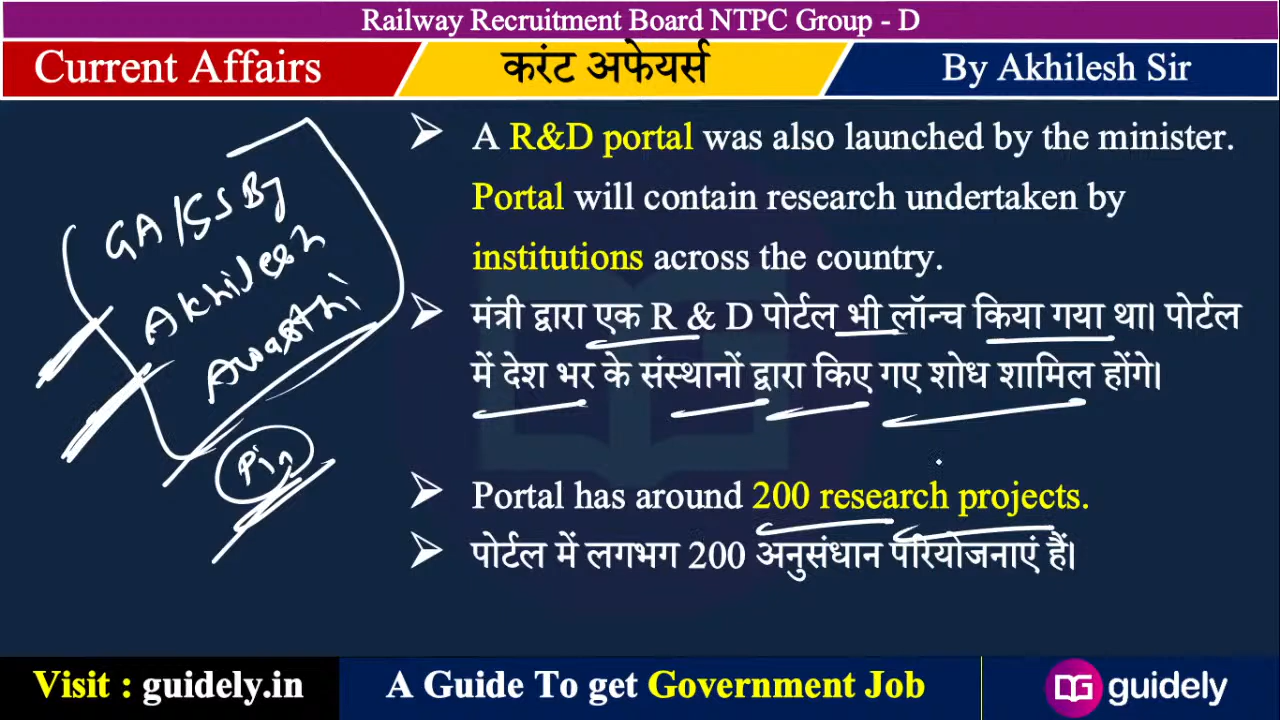 Railway Recruitment Board NTPC Group - D
Current Affairs
करंट अफेयर्स
By Akhilesh Sir
➢ A R&D portal was also launched by the minister.
Portal will contain research undertaken by
institutions across the country.
➢ मंत्री द्वारा एक R & D पोर्टल भी लॉन्च किया गया था। पोर्टल
में देश भर के संस्थानों द्वारा किए गए शोध शामिल होंगे।
➢ Portal has around 200 research projects.
➢ पोर्टल में लगभग 200 अनुसंधान परियोजनाएं हैं।
GA/GS By
Akhilesh
Awasthi
Visit : guidely.in
A Guide To get Government Job
guidely